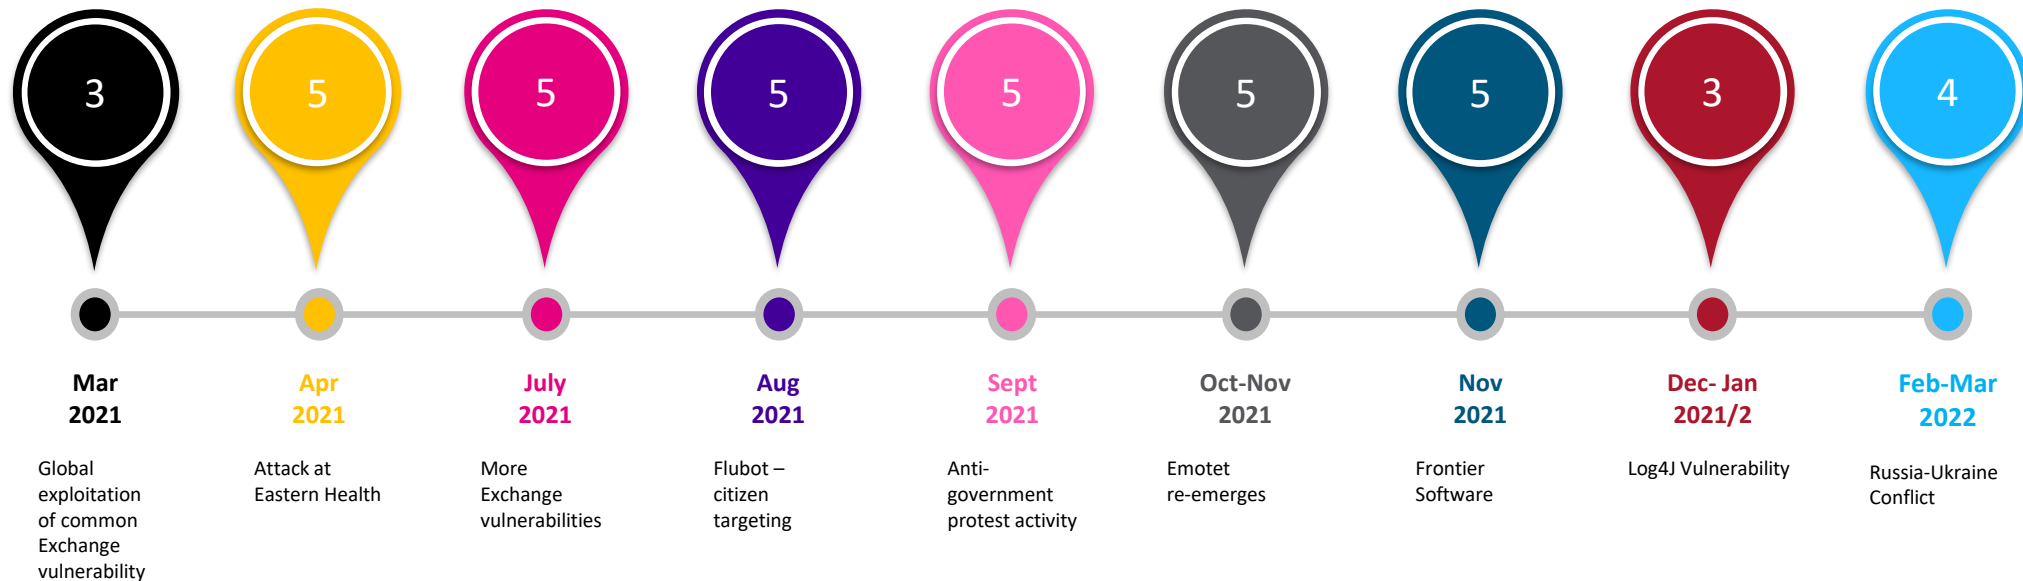 3
5
5
5
5
5
5
3
4
Mar
2021
Apr
2021
July
2021
Aug
2021
Sept
2021
Oct-Nov
2021
Nov
2021
Dec- Jan
2021/2
Feb-Mar
2022
Global
exploitation
of common
Exchange
vulnerability
Attack at
Eastern Health
More
Exchange
vulnerabilities
Flubot –
citizen
targeting
Anti-
government
protest activity
Emotet
re-emerges
Frontier
Software
Log4J Vulnerability
Russia-Ukraine
Conflict